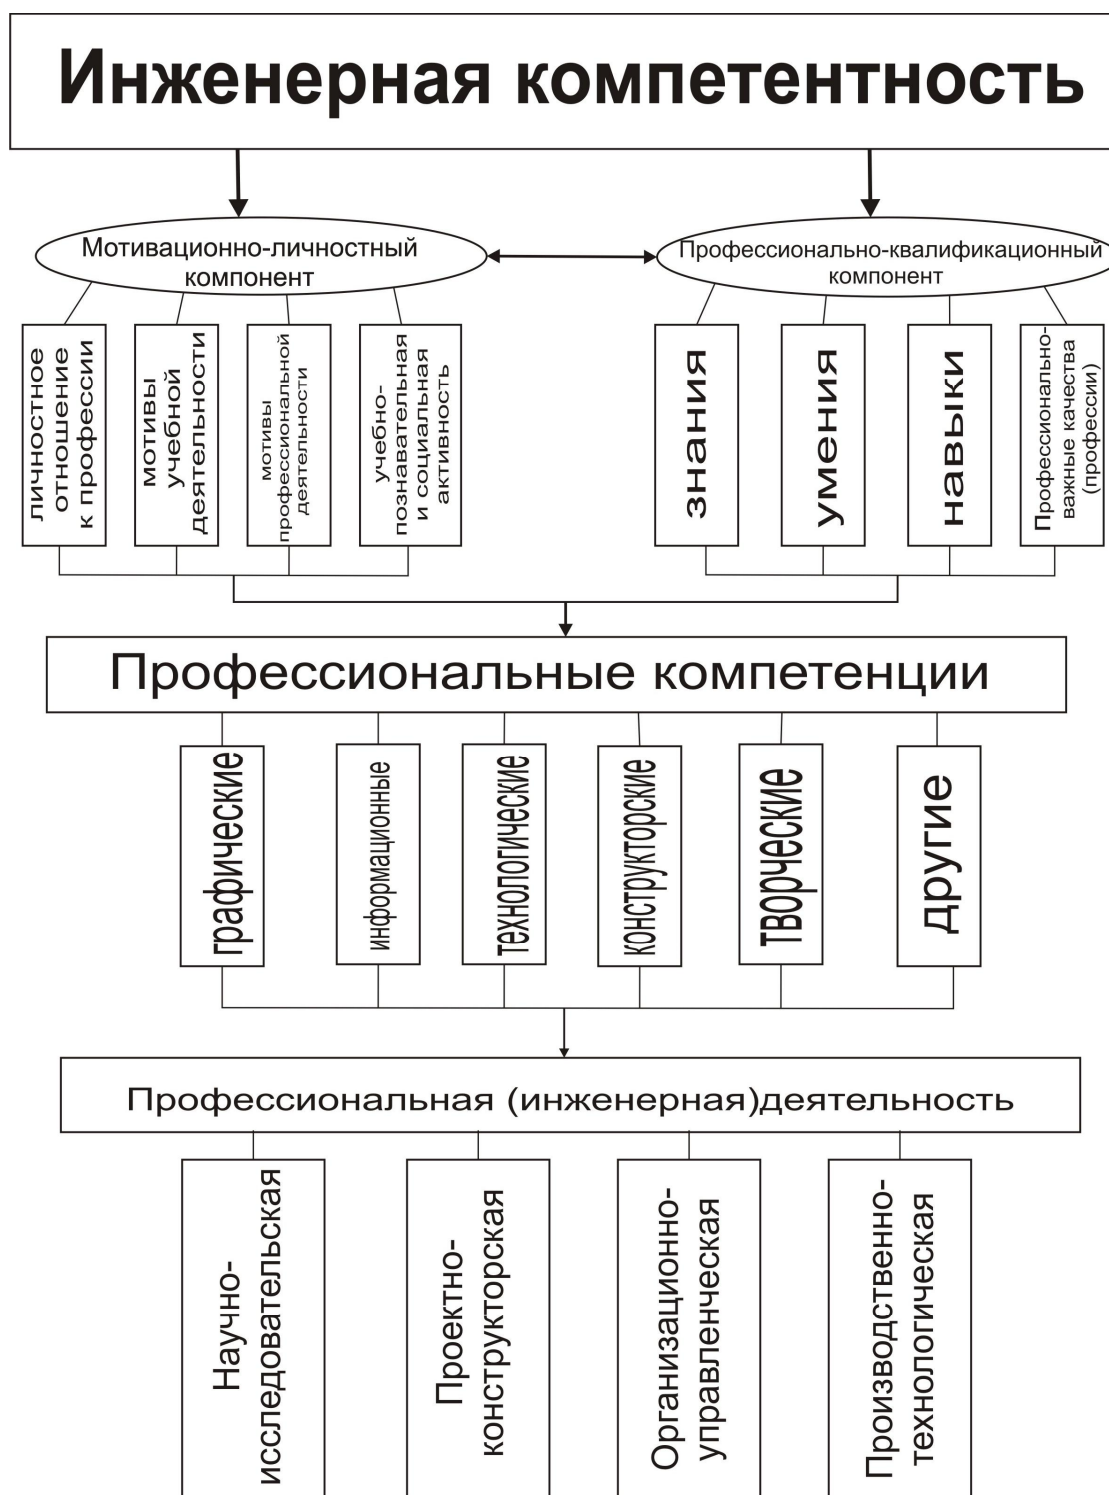 Инженерная компетентность
Мотивационно-личностный
компонент
Профессионально-квалификационный
компонент
личностное
отношение
к профессии
мотивы
учебной
деятельности
мотивы
профессиональной
деятельности
учебно-
познавательная
и социальная
активность
знания
умения
навыки
Профессионально-
важные качества
(профессии)
Профессиональные компетенции
графические
информационные
технологические
конструкторские
творческие
другие
Профессиональная (инженерная)деятельность
Научно-
исследовательская
Проектно-
конструкторская
Организационно-
управленческая
Производственно-
технологическая